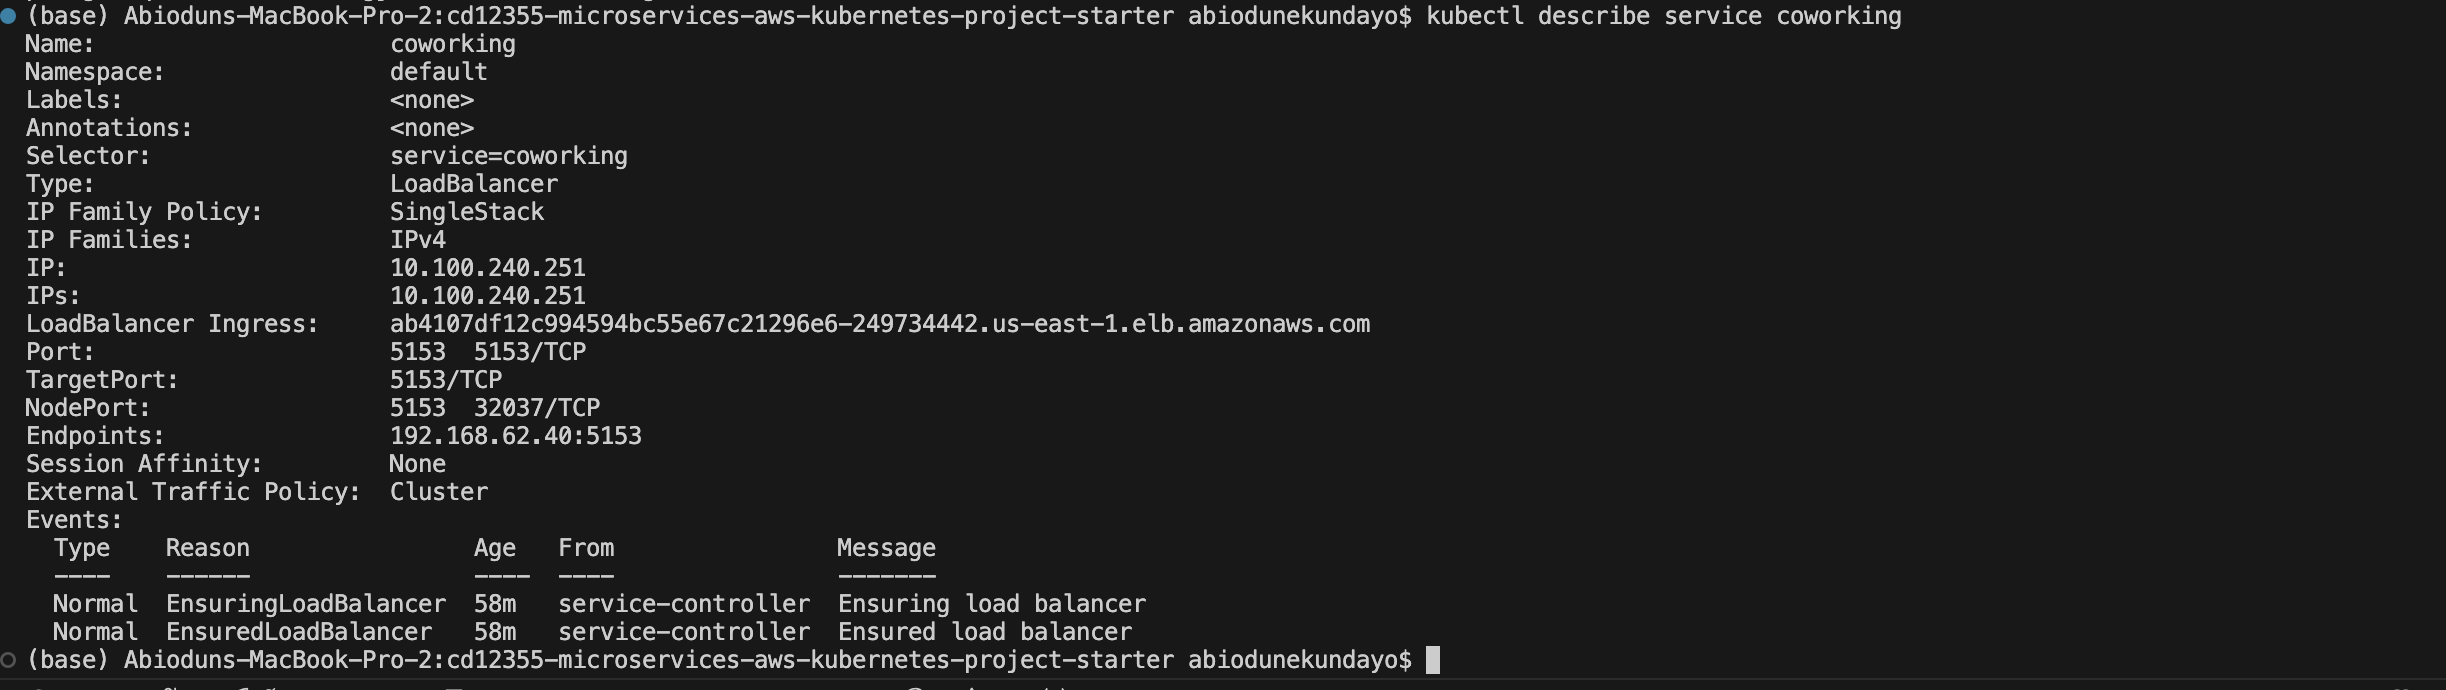 (base) Abioduns-MacBook-Pro-2:cd12355-microservices-aws-kubernetes-project-starter abiodunekundayo$ kubectl describe service coworking
Name:                     coworking
Namespace:                default
Labels:                   <none>
Annotations:              <none>
Selector:                 service=coworking
Type:                     LoadBalancer
IP Family Policy:         SingleStack
IP Families:              IPv4
IP:                       10.100.240.251
IPs:                      10.100.240.251
LoadBalancer Ingress:     ab4107df12c994594bc55e67c21296e6-249734442.us-east-1.elb.amazonaws.com
Port:                     5153  5153/TCP
TargetPort:               5153/TCP
NodePort:                 5153  32037/TCP
Endpoints:                192.168.62.40:5153
Session Affinity:         None
External Traffic Policy:  Cluster
Events:
  Type    Reason                Age   From                Message
  ----    ------                ----  ----                -------
  Normal  EnsuringLoadBalancer  58m   service-controller  Ensuring load balancer
  Normal  EnsuredLoadBalancer   58m   service-controller  Ensured load balancer
(base) Abioduns-MacBook-Pro-2:cd12355-microservices-aws-kubernetes-project-starter abiodunekundayo$